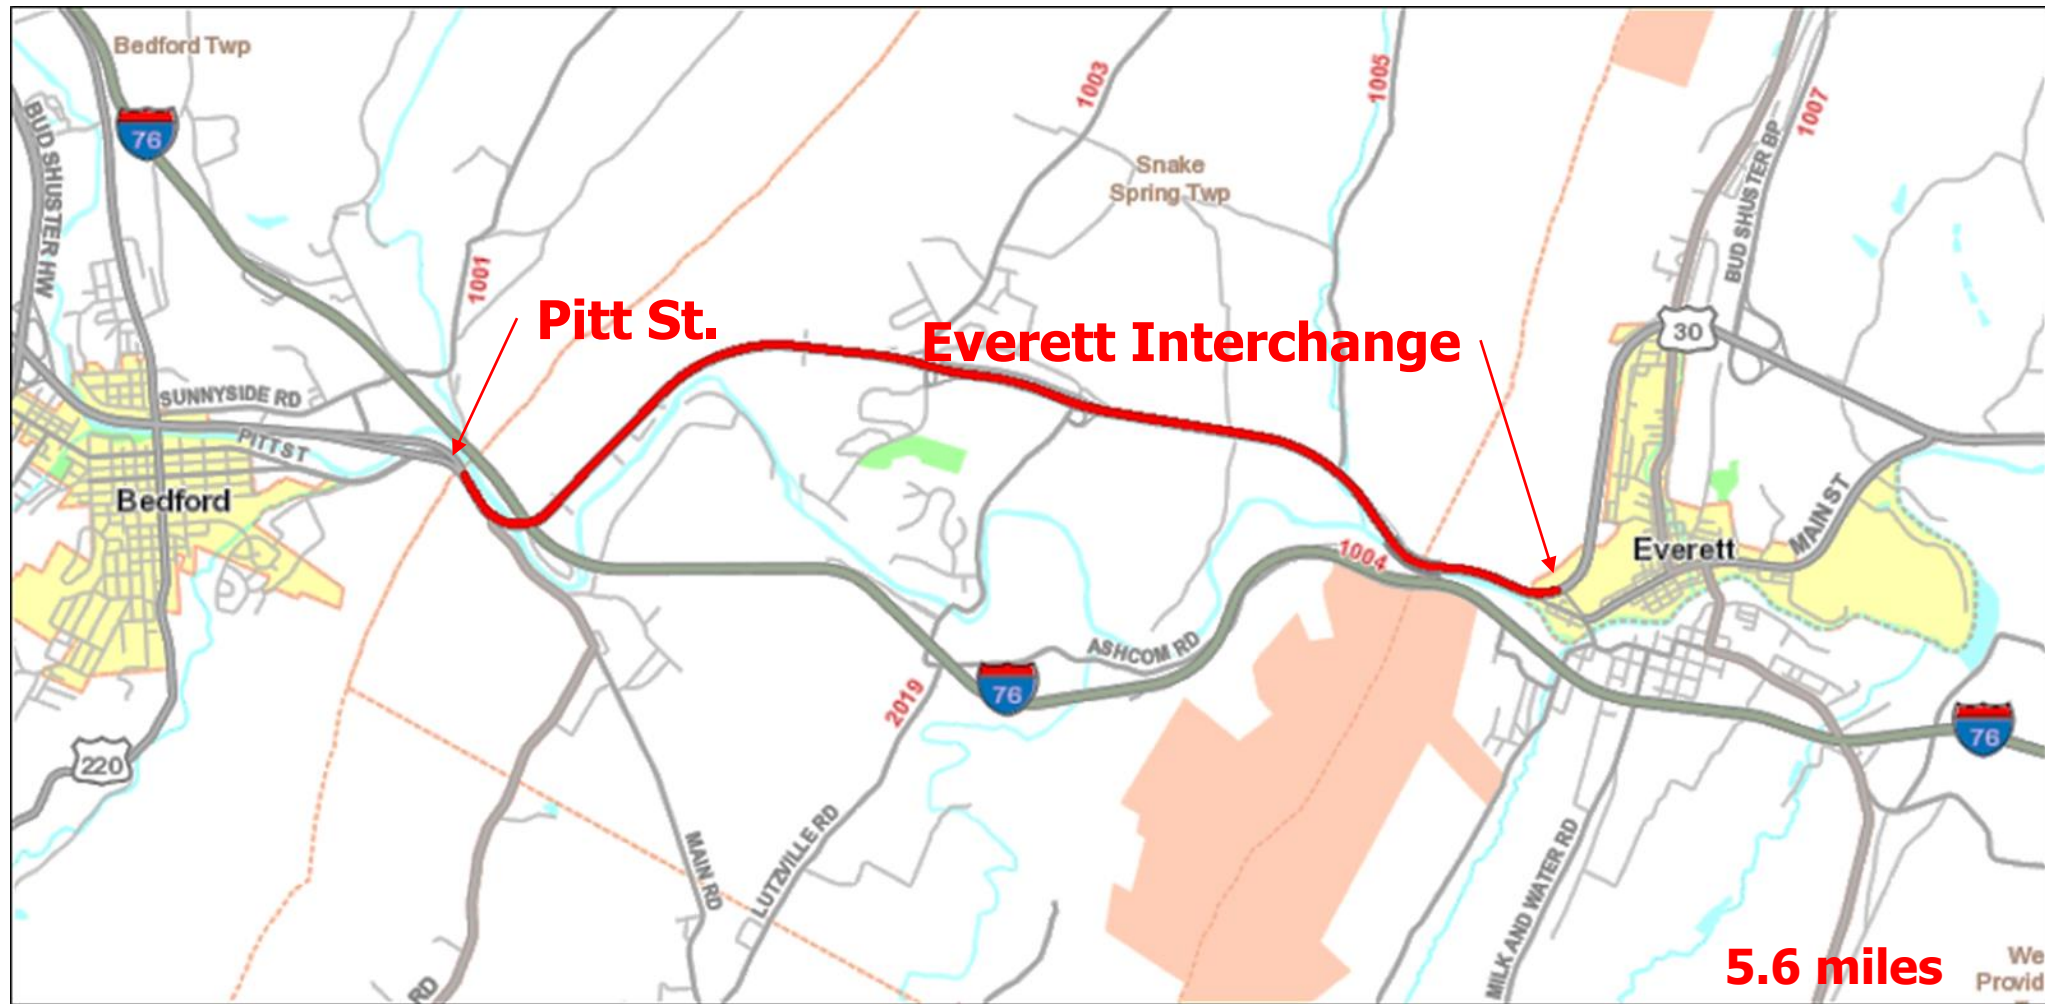 Bedford Twp
76
BUD SHUSTER HW
1001
1003
1005
1007
BUD SHUSTER BP
Snake
Spring Twp
Pitt St.
Everett Interchange
30
SUNNYSIDE RD
PITT ST
Bedford
Everett
MAIN ST
1004
ASHCOM RD
76
2019
76
220
MAIN RD
LUTZVILLE RD
MILK AND WATER RD
RD
5.6 miles
We
Provid